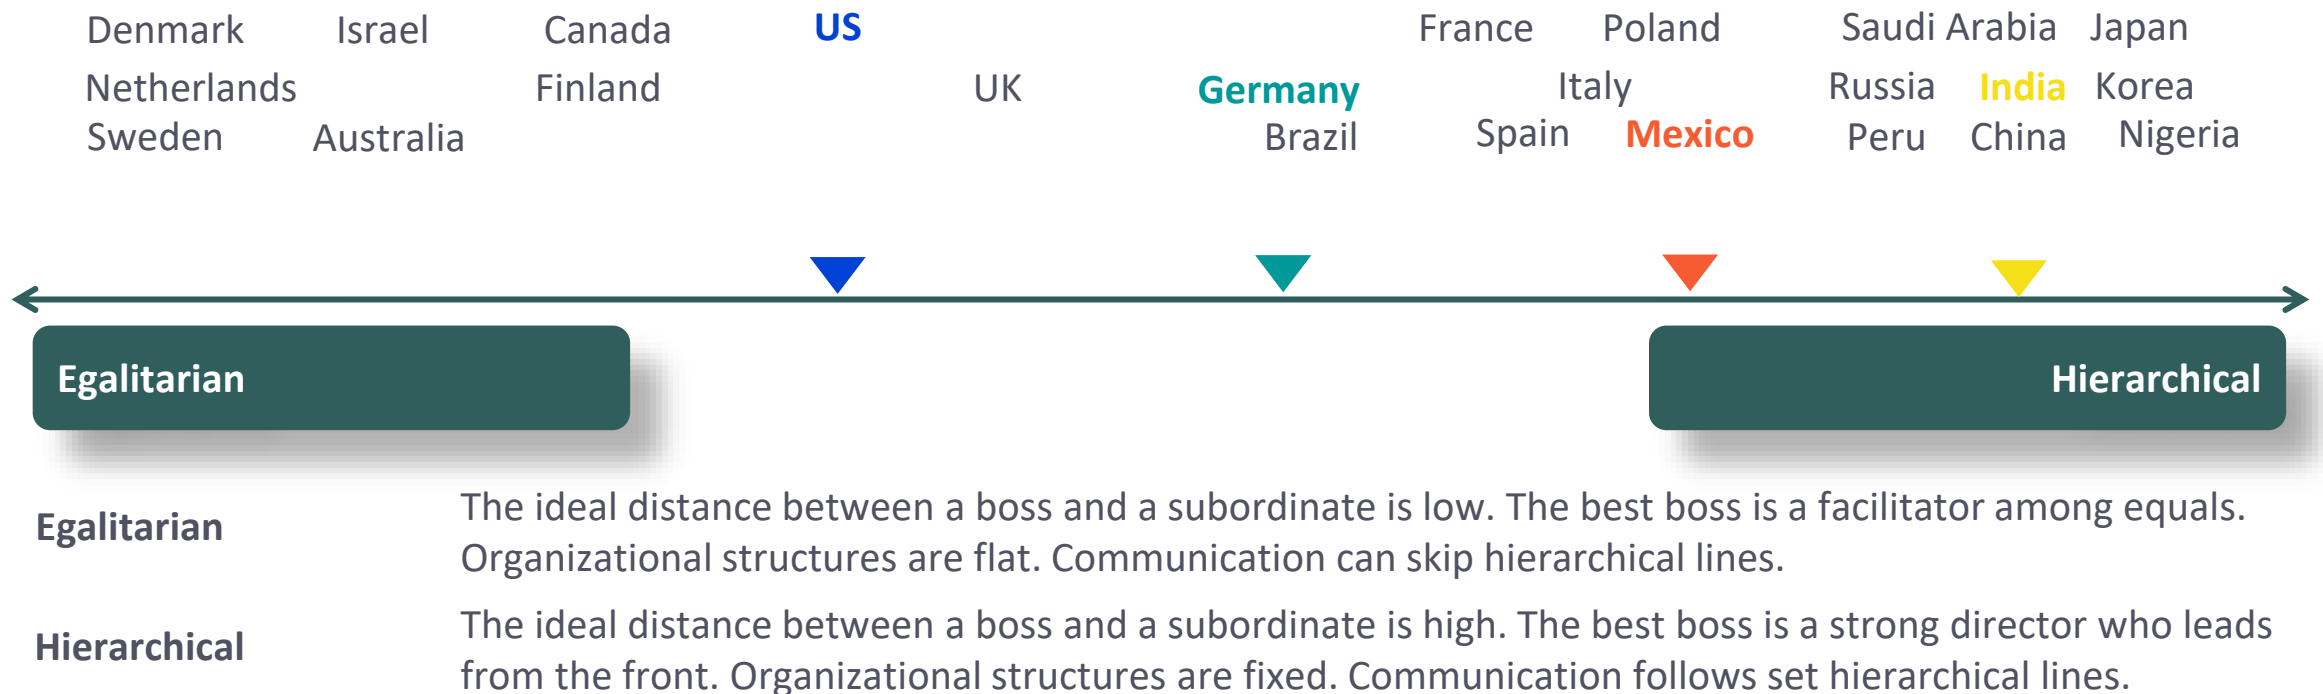 Denmark Israel Canada US France Poland Saudi Arabia Japan
Netherlands Finland UK Germany Italy Russia India Korea
Sweden Australia Brazil Spain Mexico Peru China Nigeria
Egalitarian Hierarchical
Egalitarian The ideal distance between a boss and a subordinate is low. The best boss is a facilitator among equals.
Organizational structures are flat. Communication can skip hierarchical lines.
Hierarchical The ideal distance between a boss and a subordinate is high. The best boss is a strong director who leads
from the front. Organizational structures are fixed. Communication follows set hierarchical lines.